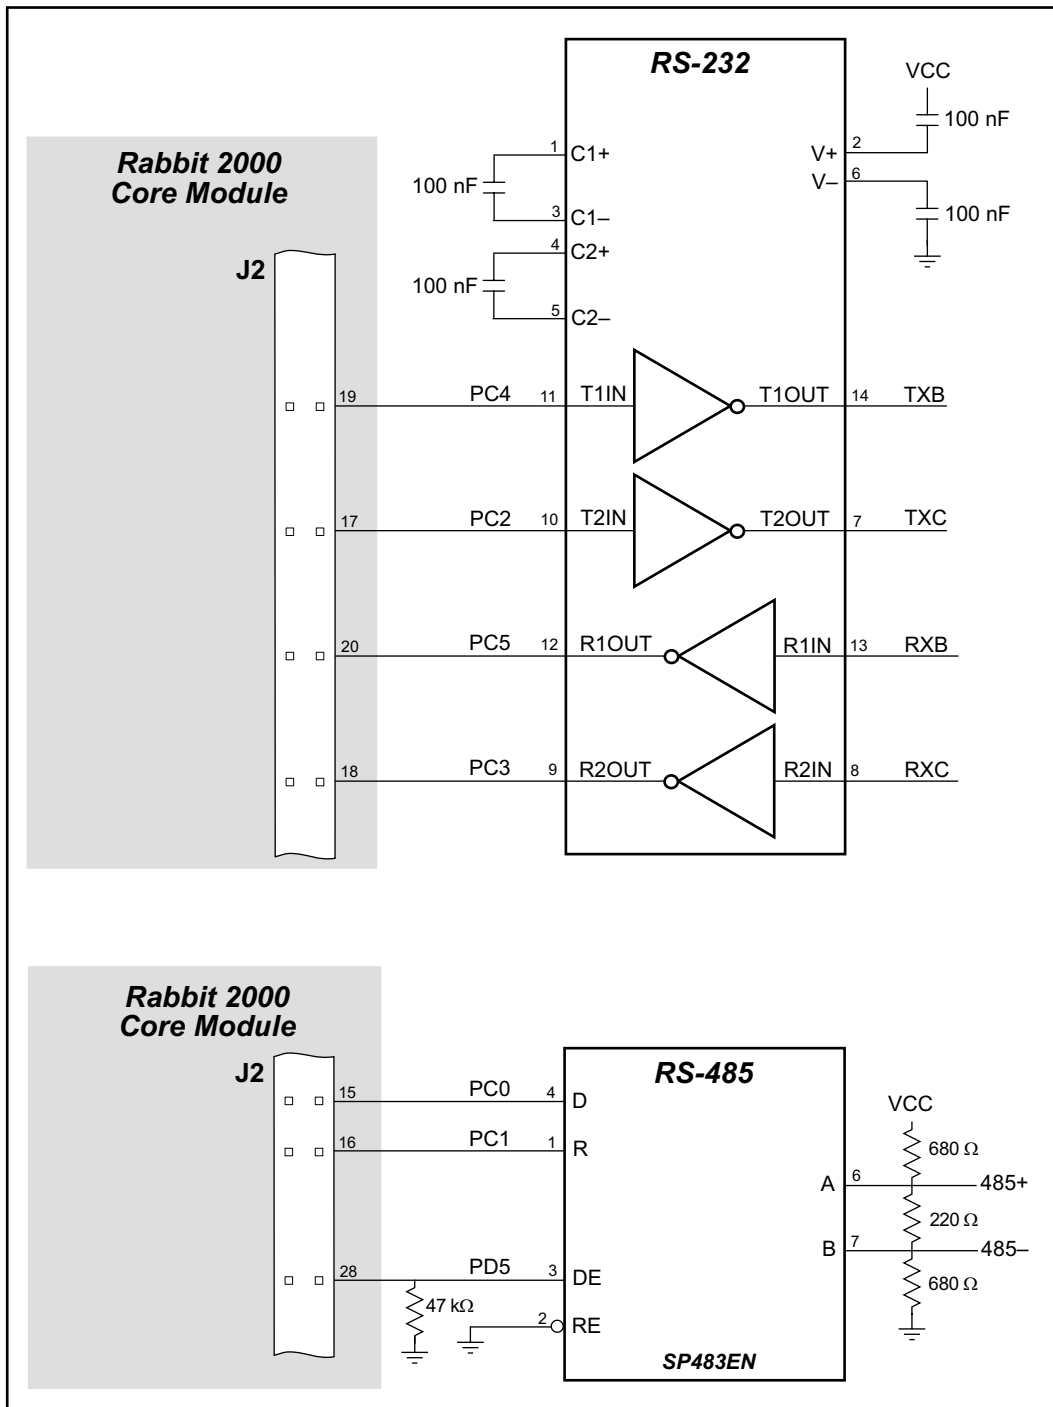 RS-232
VCC
100 nF
Rabbit 2000
Core Module
1 C1+
V+ 2
V– 6
100 nF
3 C1–
100 nF
4 C2+
J2
100 nF
5 C2–
19 PC4 11 T1IN T1OUT 14 TXB
17 PC2 10 T2IN T2OUT 7 TXC
20 PC5 12 R1OUT R1IN 13 RXB
18 PC3 9 R2OUT R2IN 8 RXC
Rabbit 2000
Core Module
J2
RS-485
VCC
15 PC0 4 D
680 Ω
16 PC1 1 R
A 6 485+
220 Ω
B 7 485–
28 PD5 3 DE
680 Ω
47 kΩ
2 RE
SP483EN